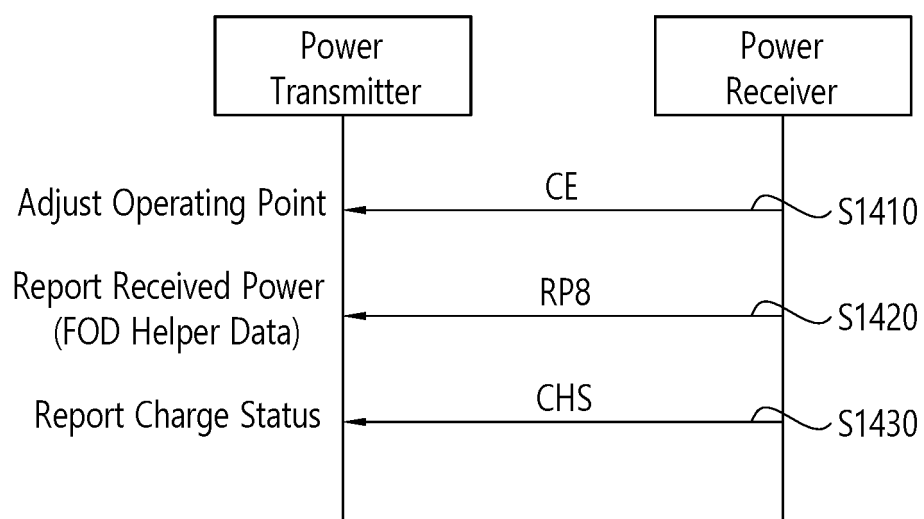 Power
Transmitter
Power
Receiver
CE
Adjust Operating Point
S1410
Report Received Power
(FOD Helper Data)
RP8
S1420
Report Charge Status
CHS
S1430